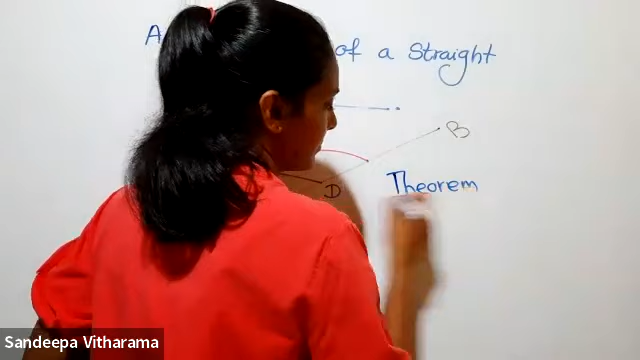 A of a Straight
B
D
Theorem
Sandeepa Vitharama